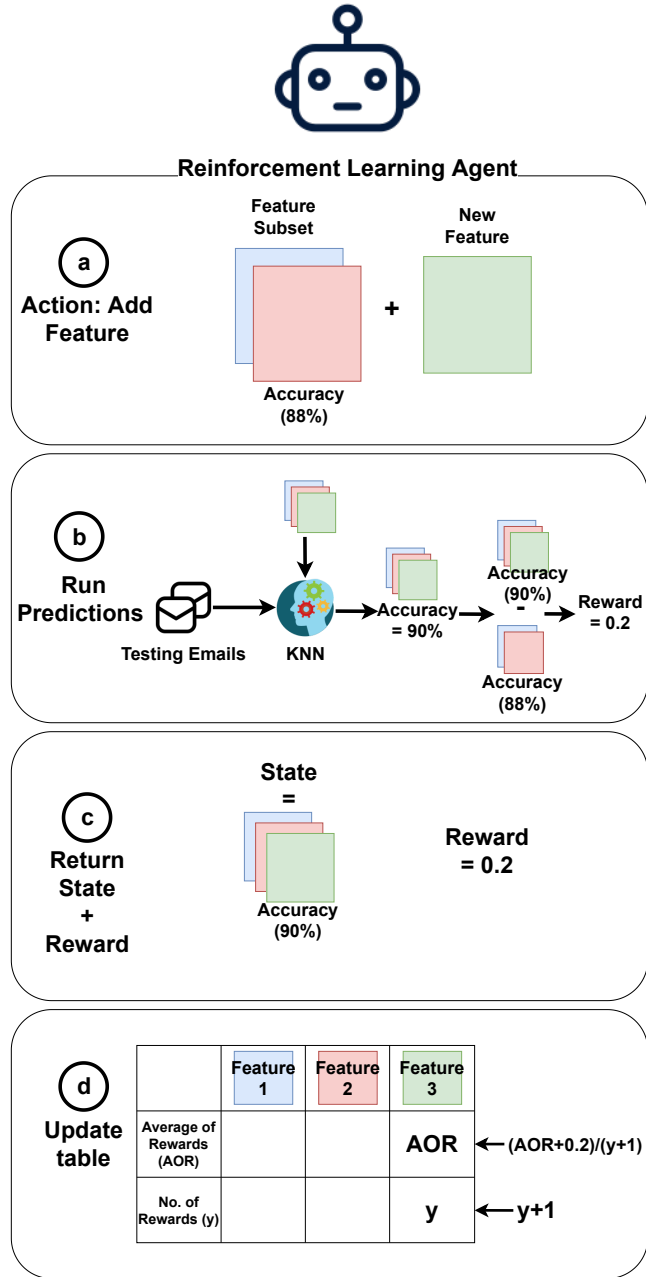 Reinforcement Learning Agent
a
Action: Add
Feature
Feature
Subset
New
Feature
+
Accuracy
(88%)
b
Run
Predictions
Testing Emails
KNN
Accuracy
= 90%
Accuracy
(90%)
-
Accuracy
(88%)
Reward
= 0.2
c
Return
State
+
Reward
State
=
Accuracy
(90%)
Reward
= 0.2
d
Update
table
Feature
1
Feature
2
Feature
3
Average of
Rewards
(AOR)
AOR
(AOR+0.2)/(y+1)
No. of
Rewards (y)
y
y+1